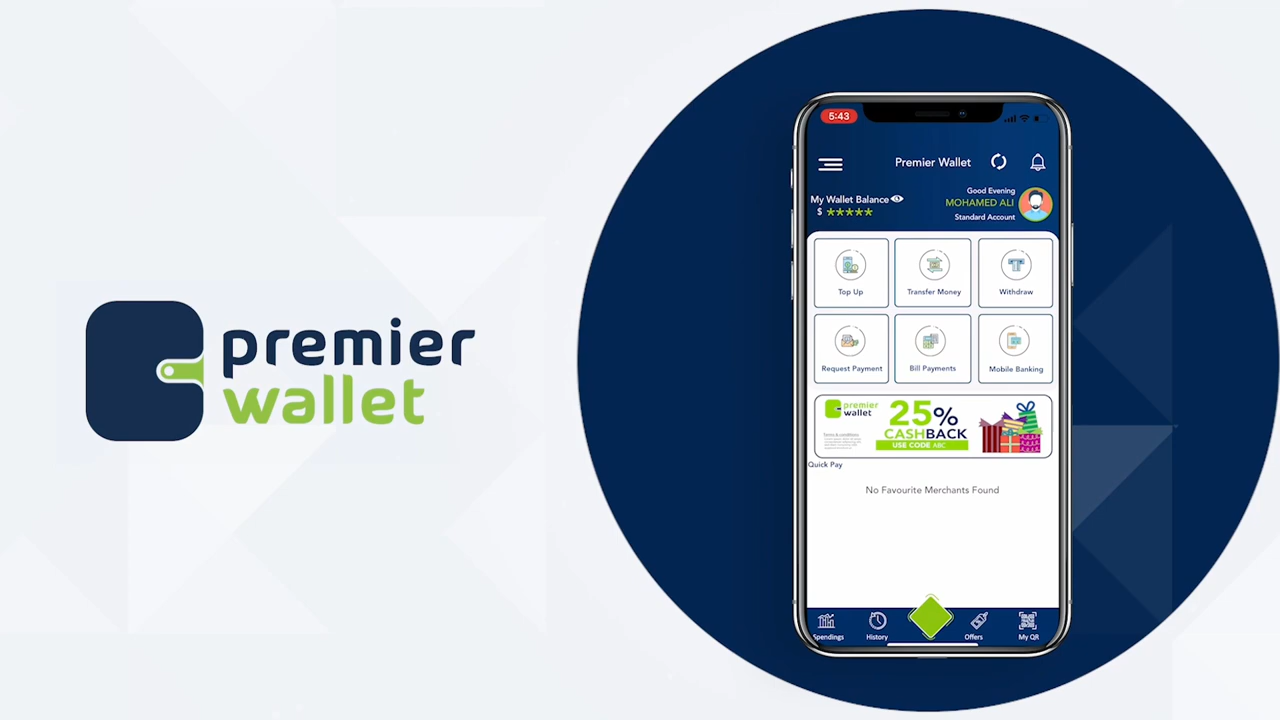 premier
wallet
5:43
Premier Wallet
My Wallet Balance
$ *****
Good Evening
MOHAMED ALI
Standard Account
Top Up
Transfer Money
Withdraw
Request Payment
Bill Payments
Mobile Banking
premier
wallet
Terms & conditions
25%
CASHBACK
USE CODE ABC
Quick Pay
No Favourite Merchants Found
Spendings
History
Offers
My QR